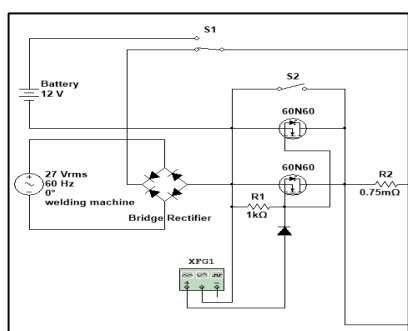 S1
Battery
12 V
S2
60N60
27 Vrms
60 Hz
0°
welding machine
60N60
R1
1kΩ
R2
0.75mΩ
Bridge Rectifier
XFG1